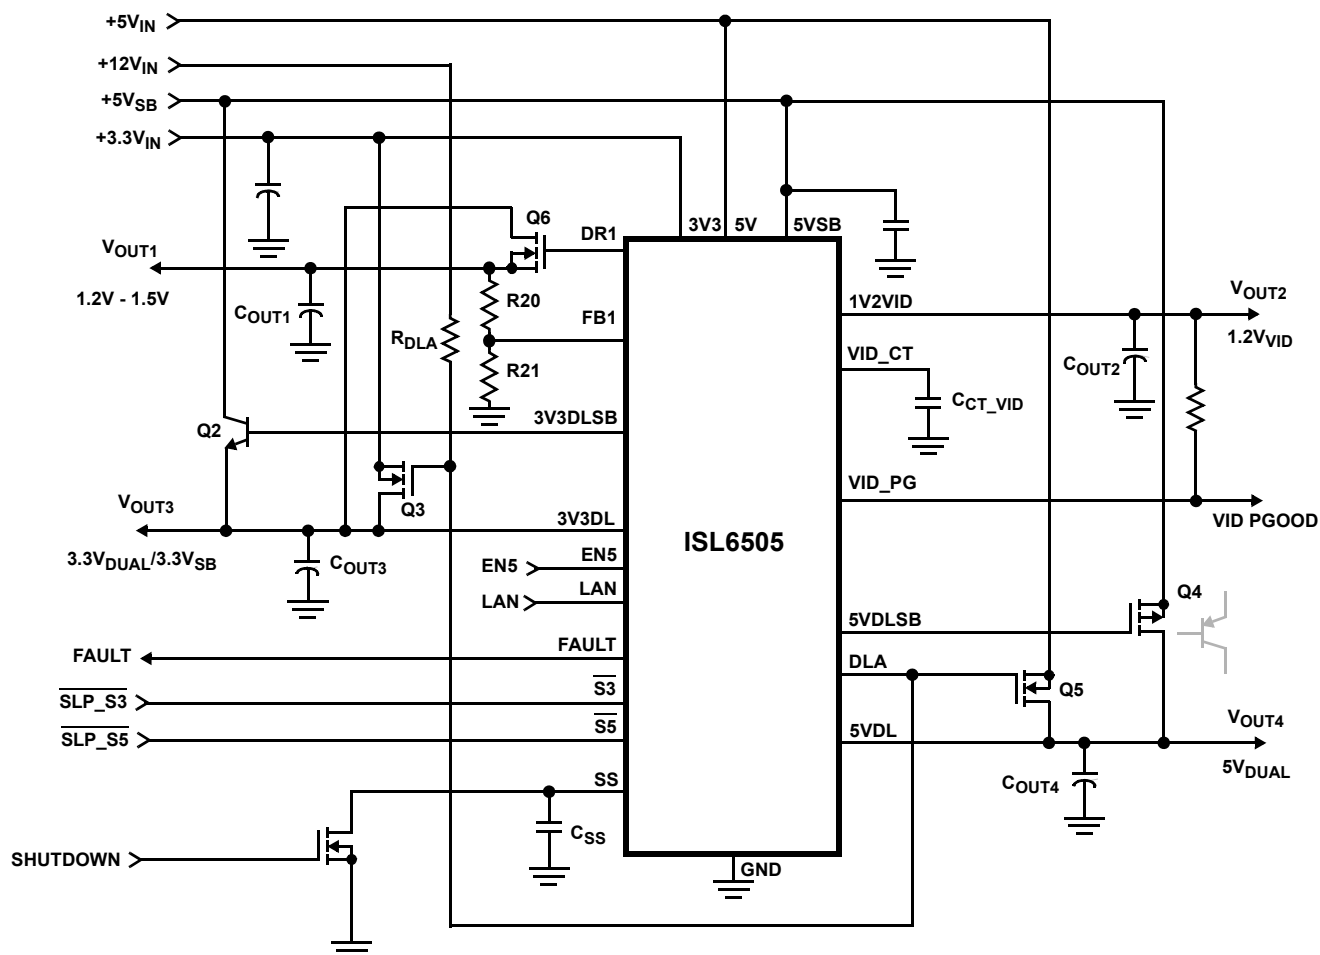 +5VIN
+12VIN
+5VSB
+3.3VIN
Q6
DR1
3V3
5V
5VSB
VOUT1
1.2V - 1.5V
COUT1
R20
RDLA
FB1
R21
1V2VID
VOUT2
1.2VVID
VID_CT
COUT2
CCT_VID
Q2
3V3DLSB
VID_PG
VID PGOOD
Q3
VOUT3
3.3VDUAL/3.3VSB
COUT3
3V3DL
ISL6505
EN5
EN5
LAN
LAN
5VDLSB
Q4
FAULT
FAULT
DLA
Q5
SLP_S3
S3
SLP_S5
S5
5VDL
VOUT4
5VDUAL
COUT4
SS
CSS
SHUTDOWN
GND